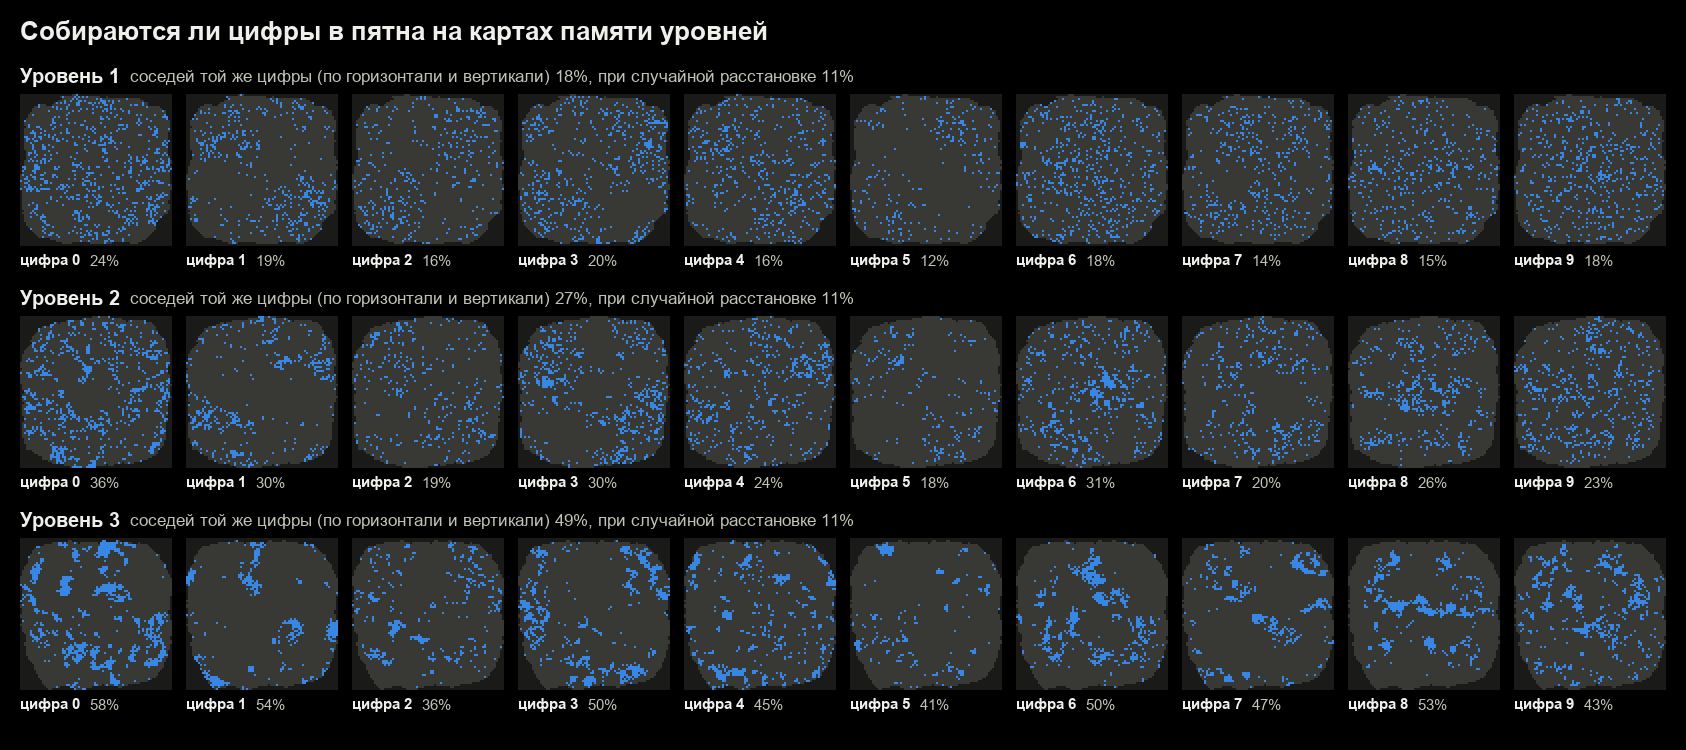 Собираются ли цифры в пятна на картах памяти уровней
Уровень 1 соседей той же цифры (по горизонтали и вертикали) 18%, при случайной расстановке 11%
цифра 0 24% цифра 1 19% цифра 2 16% цифра 3 20% цифра 4 16% цифра 5 12% цифра 6 18% цифра 7 14% цифра 8 15% цифра 9 18%
Уровень 2 соседей той же цифры (по горизонтали и вертикали) 27%, при случайной расстановке 11%
цифра 0 36% цифра 1 30% цифра 2 19% цифра 3 30% цифра 4 24% цифра 5 18% цифра 6 31% цифра 7 20% цифра 8 26% цифра 9 23%
Уровень 3 соседей той же цифры (по горизонтали и вертикали) 49%, при случайной расстановке 11%
цифра 0 58% цифра 1 54% цифра 2 36% цифра 3 50% цифра 4 45% цифра 5 41% цифра 6 50% цифра 7 47% цифра 8 53% цифра 9 43%